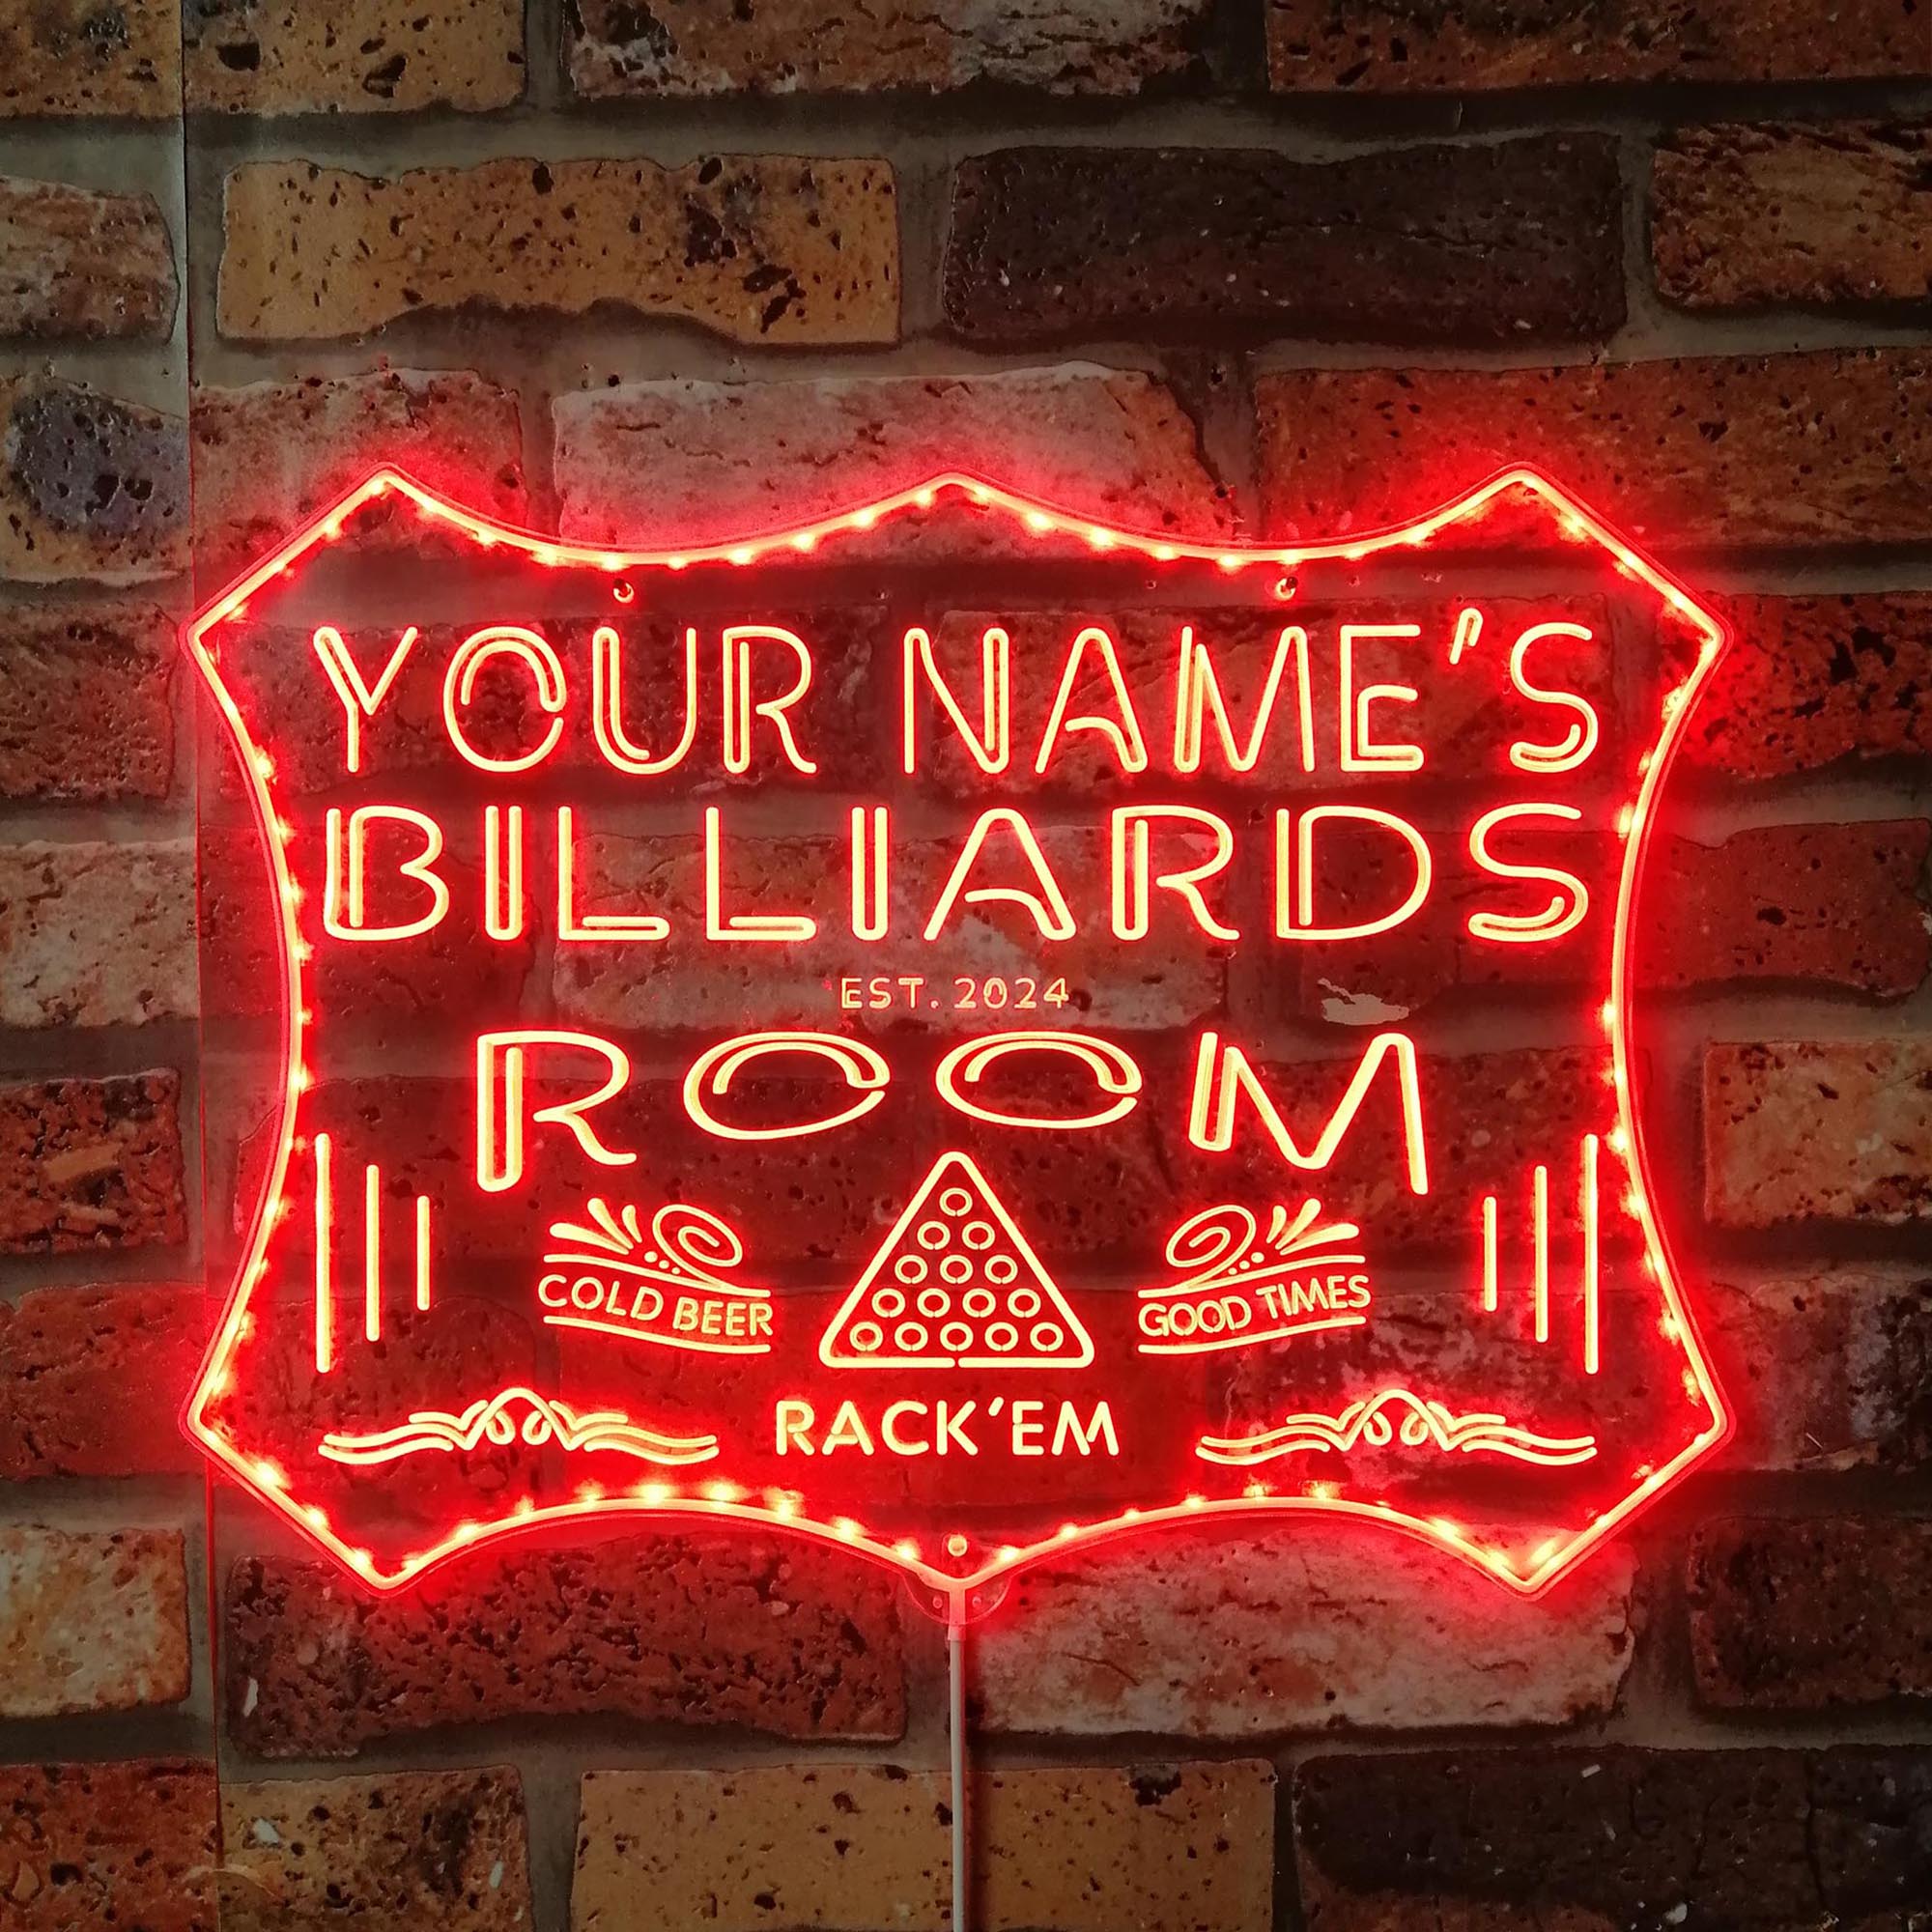 YOUR NAME'S
BILLIARDS
EST. 2024
ROOM
COLD BEER
GOOD TIMES
RACK'EM